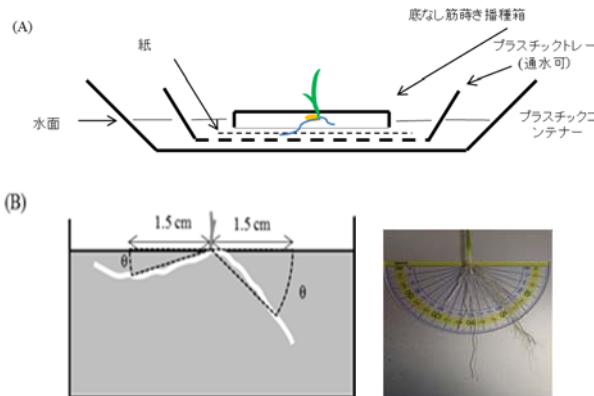 (A)
底なし筋蒔き播種箱
紙
プラスチックトレー
(通水可)
水面
プラスチックコ
ンテナー
(B)
1.5 cm
1.5 cm
θ
θ